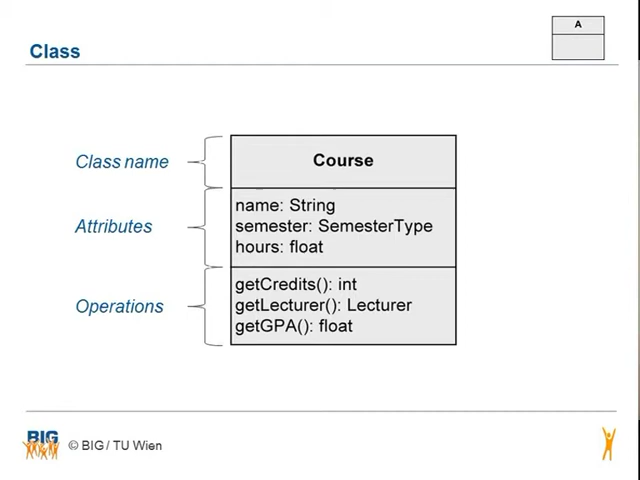 A
Class
Class name
Course
Attributes
name: String
semester: SemesterType
hours: float
Operations
getCredits(): int
getLecturer(): Lecturer
getGPA(): float
BIG
© BIG / TU Wien